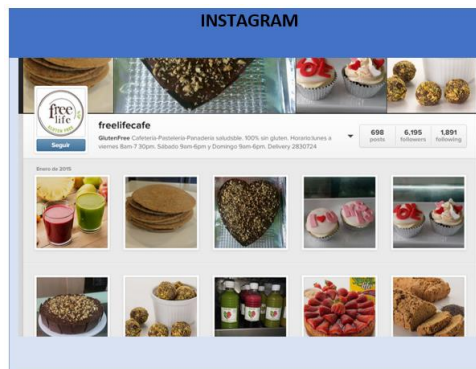 INSTAGRAM
free
life
GLUTEN FREE
Seguir
freelifecafe
GlutenFree Cafetería-Pastelería-Panadería saludable. 100% sin gluten. Horario:lunes a
viernes 8am-7:30pm. Sábado 9am-6pm y Domingo 9am-6pm. Delivery 2830724
698
posts
6,195
followers
1,891
following
Enero de 2015